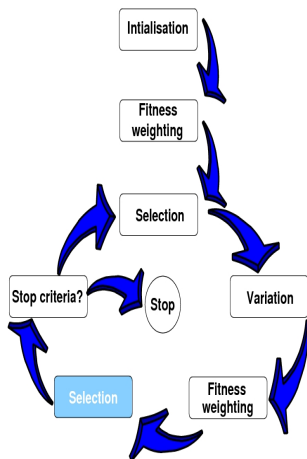 Intialisation
Fitness
weighting
Selection
Stop criteria?
Stop
Variation
Selection
Fitness
weighting